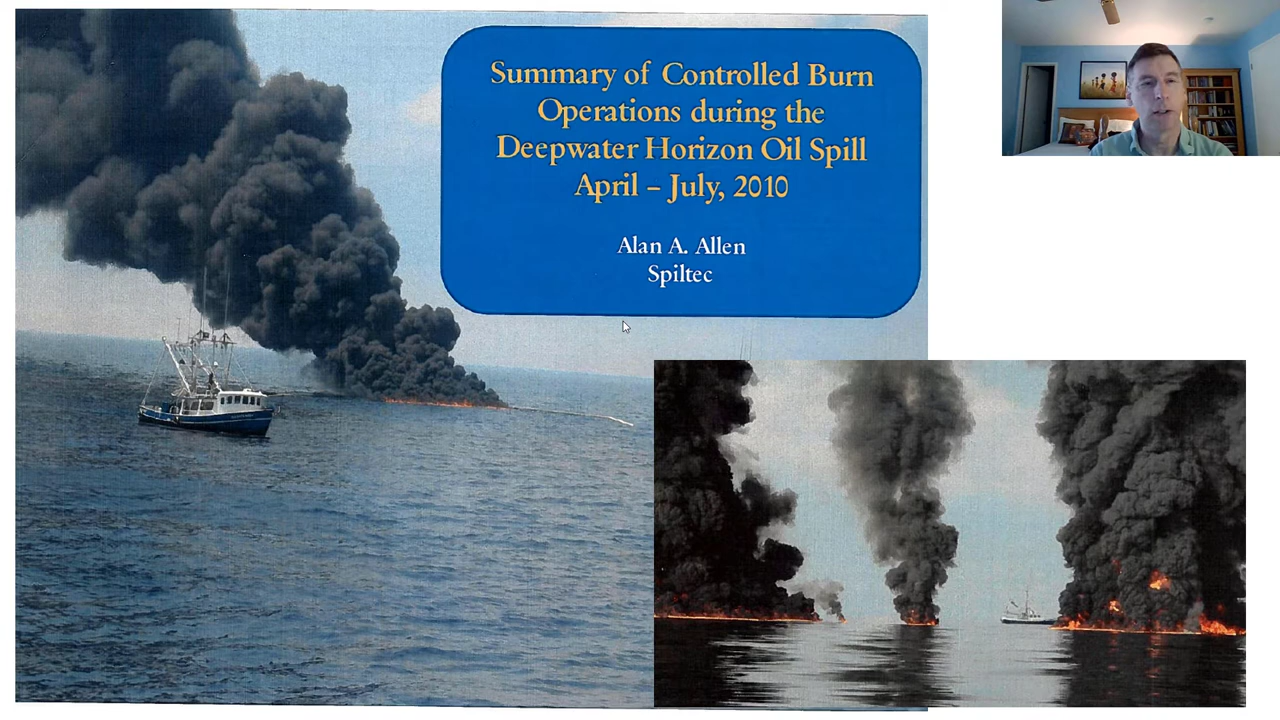 Summary of Controlled Burn
Operations during the
Deepwater Horizon Oil Spill
April – July, 2010
Alan A. Allen
Spiltec